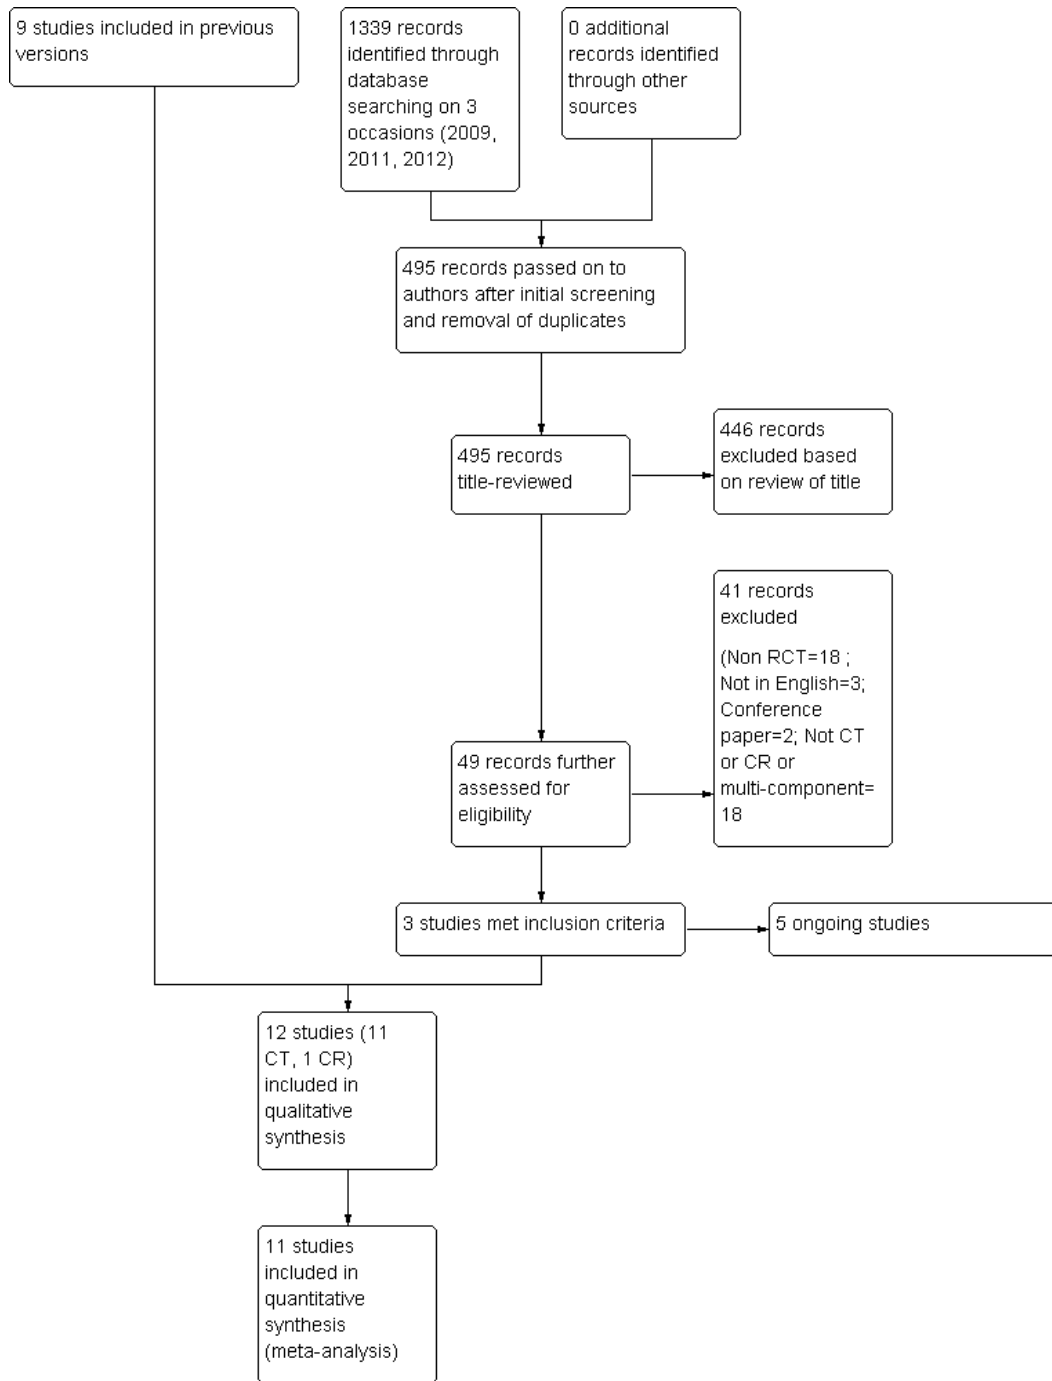 9 studies included in previous
versions
1339 records
identified through
database
searching on 3
occasions (2009,
2011, 2012)
0 additional
records identified
through other
sources
495 records passed on to
authors after initial screening
and removal of duplicates
495 records
title-reviewed
446 records
excluded based
on review of title
41 records
excluded
(Non RCT=18 ;
Not in English=3;
Conference
paper=2; Not CT
or CR or
multi-component=
18
49 records further
assessed for
eligibility
3 studies met inclusion criteria
5 ongoing studies
12 studies (11
CT, 1 CR)
included in
qualitative
synthesis
11 studies
included in
quantitative
synthesis
(meta-analysis)